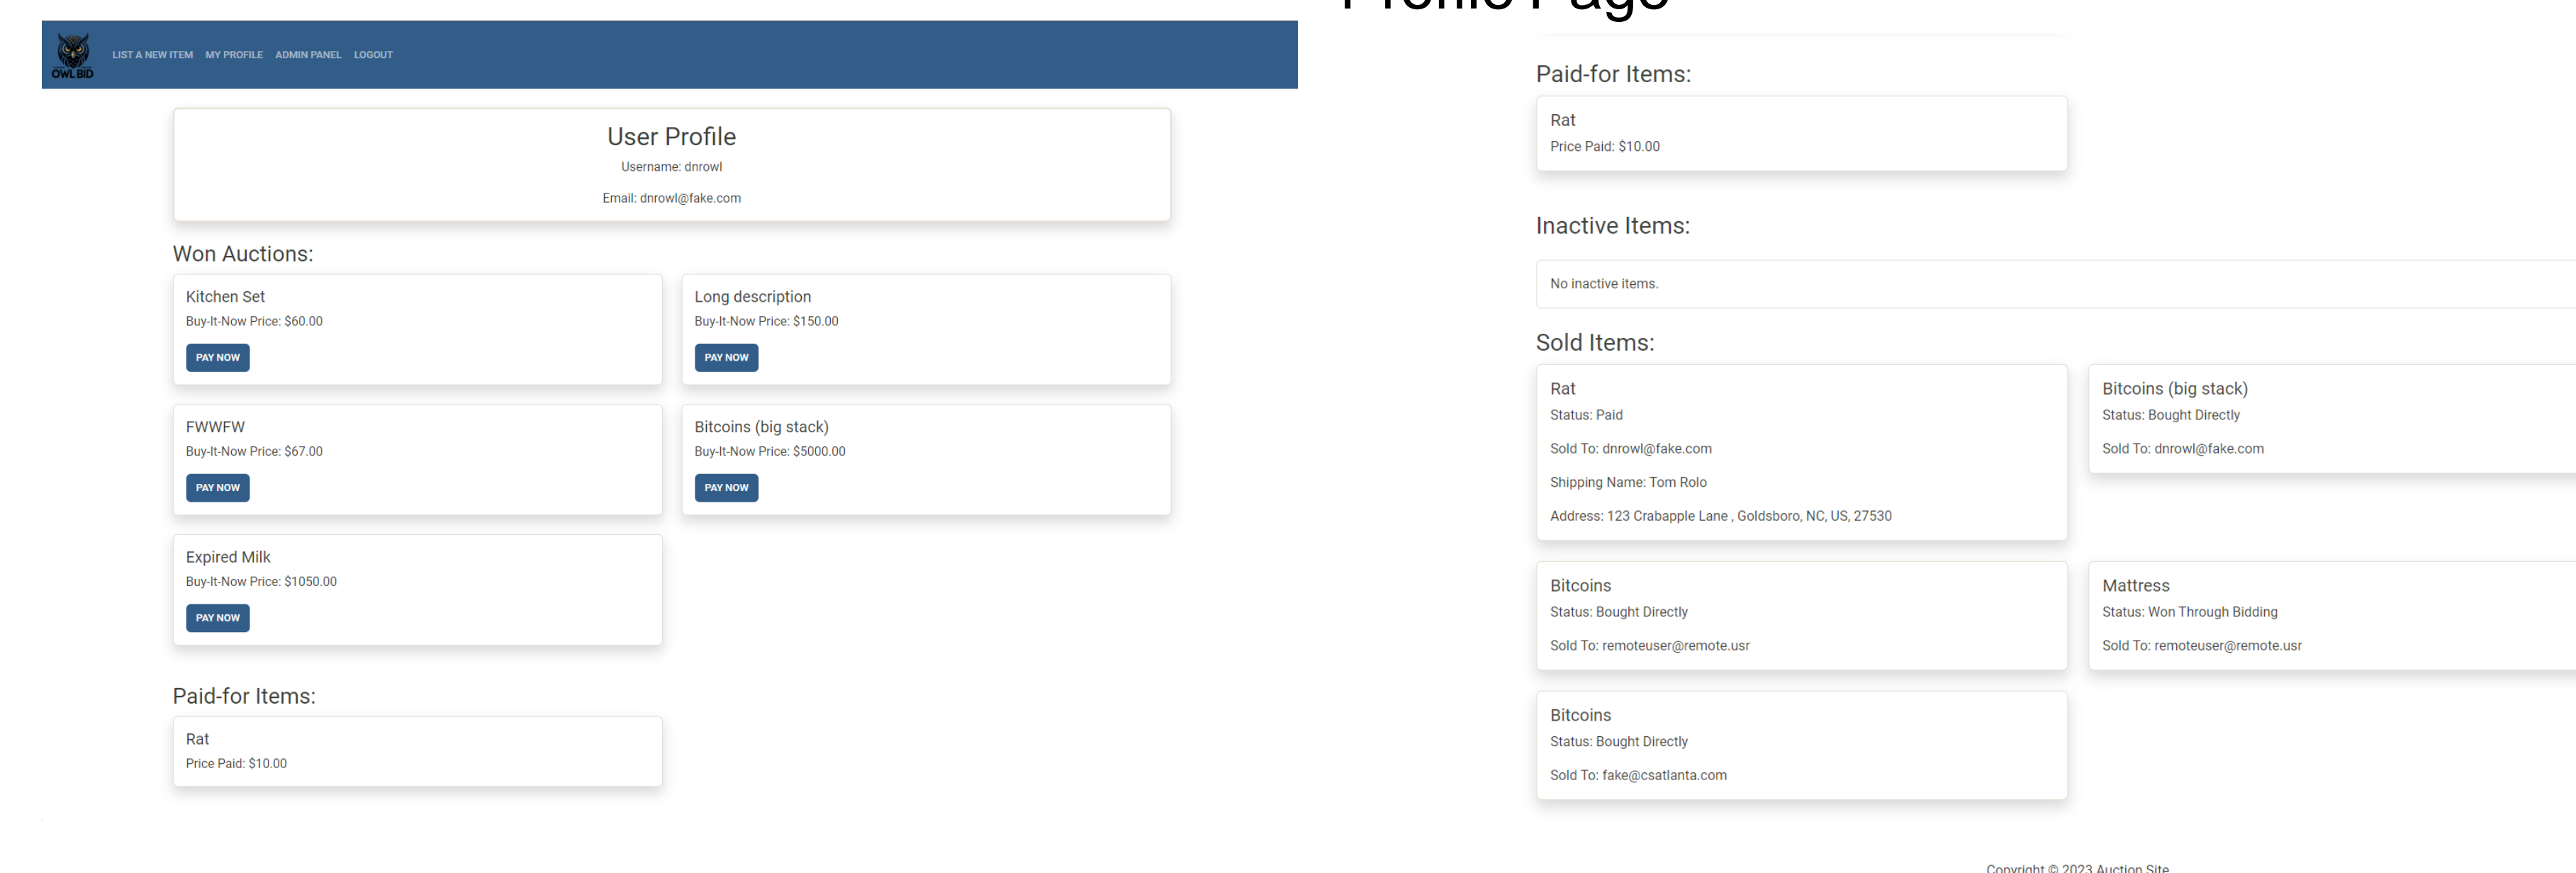 Profile Page
OWL BID
LIST A NEW ITEM MY PROFILE ADMIN PANEL LOGOUT
User Profile
Username: dnrowl
Email: dnrowl@fake.com
Won Auctions:
Kitchen Set
Buy-It-Now Price: $60.00
PAY NOW
Long description
Buy-It-Now Price: $150.00
PAY NOW
FWWFW
Buy-It-Now Price: $67.00
PAY NOW
Bitcoins (big stack)
Buy-It-Now Price: $5000.00
PAY NOW
Expired Milk
Buy-It-Now Price: $1050.00
PAY NOW
Paid-for Items:
Rat
Price Paid: $10.00
Paid-for Items:
Rat
Price Paid: $10.00
Inactive Items:
No inactive items.
Sold Items:
Rat
Status: Paid
Sold To: dnrowl@fake.com
Shipping Name: Tom Rolo
Address: 123 Crabapple Lane , Goldsboro, NC, US, 27530
Bitcoins (big stack)
Status: Bought Directly
Sold To: dnrowl@fake.com
Bitcoins
Status: Bought Directly
Sold To: remoteuser@remote.usr
Mattress
Status: Won Through Bidding
Sold To: remoteuser@remote.usr
Bitcoins
Status: Bought Directly
Sold To: fake@csatlanta.com
Copyright © 2023 Auction Site